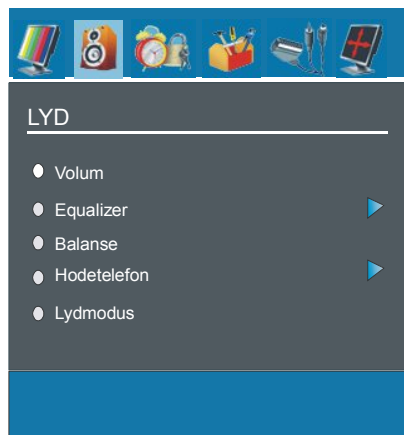 LYD
Volum
Equalizer
Balanse
Hodetelefon
Lydmodus